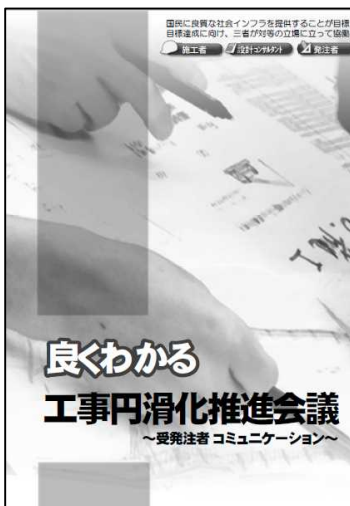 国民に良質な社会インフラを提供することが目標
目標達成に向け、三者が対等の立場に立って協働
施工者 設計コンサルタント 発注者
良くわかる
工事円滑化推進会議
～受発注者 コミュニケーション～